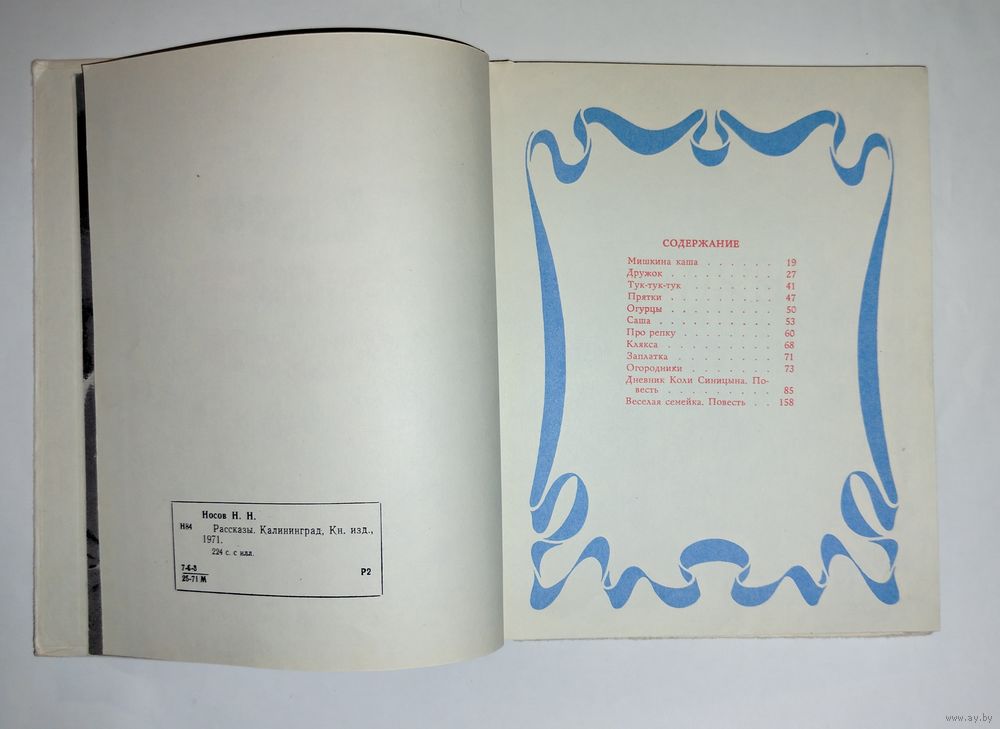 Носов Н. Н.
Н84
Рассказы. Калининград, Кн. изд.,
1971.
224 с. с илл.
7-6-3
25-71 М
Р2
СОДЕРЖАНИЕ
Мишкина каша . . . . . . 19
Дружок . . . . . . . . 27
Тук-тук-тук . . . . . . . 41
Прятки . . . . . . . . 47
Огурцы . . . . . . . . 50
Саша . . . . . . . . . 53
Про репку . . . . . . . 60
Клякса . . . . . . . . 68
Заплатка . . . . . . . 71
Огородники . . . . . . . 73
Дневник Коли Синицына. По-
весть . . . . . . . . 85
Веселая семейка. Повесть . . 158
www.ay.by